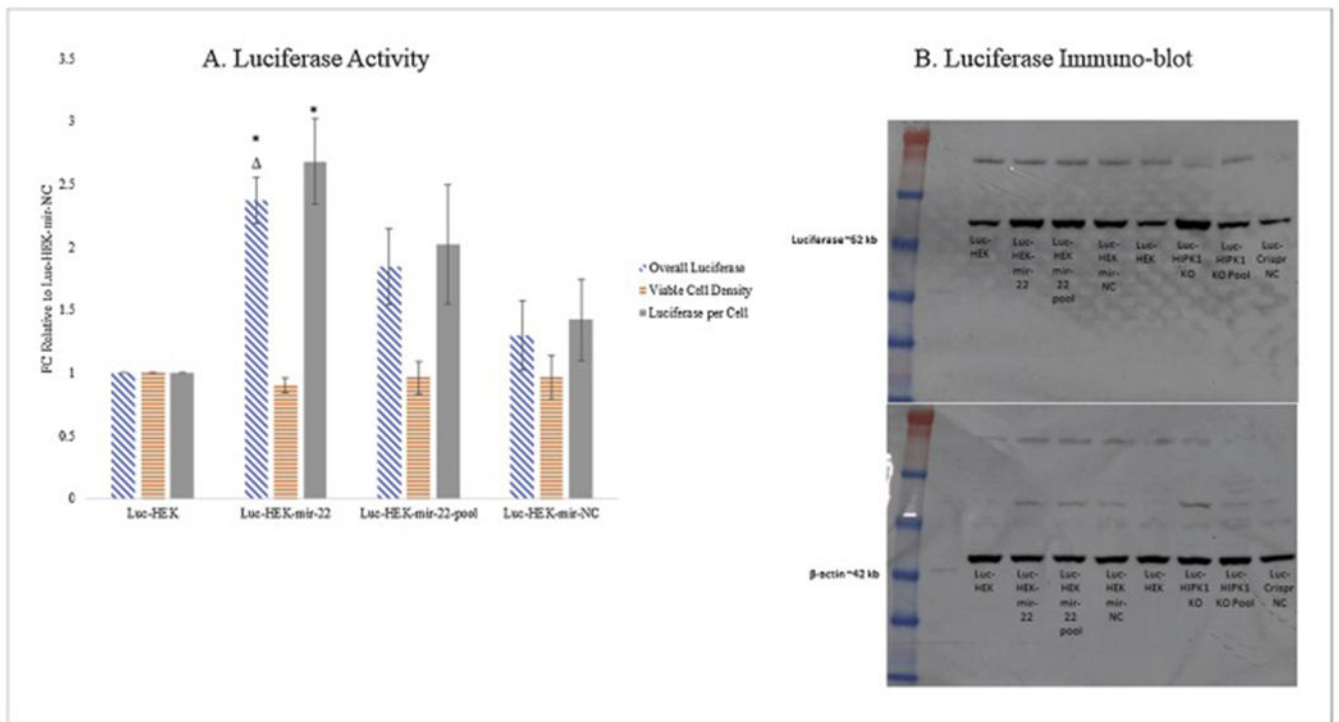 A. Luciferase Activity
3.5
3
2.5
2
1.5
1
0.5
0
FC Relative to Luc-HEK-mir-NC
*
Δ
*
Luc-HEK
Luc-HEK-mir-22
Luc-HEK-mir-22-pool
Luc-HEK-mir-NC
Overall Luciferase
Viable Cell Density
Luciferase per Cell
B. Luciferase Immuno-blot
Luciferase~62 kb
Luc-
HEK
Luc-
HEK-
mir-
22
Luc-
HEK
mir-
22
pool
Luc-
HEK
mir-
NC
Luc-
HEK
Luc-
HIPK1
KO
Luc-
HIPK1
KO Pool
Luc-
Crispr
NC
β-actin~42 kb
Luc-
HEK
Luc-
HEK-
mir-
22
Luc-
HEK
mir-
22
pool
Luc-
HEK
mir-
NC
Luc-
HEK
Luc-
HIPK1
KO
Luc-
HIPK1
KO Pool
Luc-
Crispr
NC